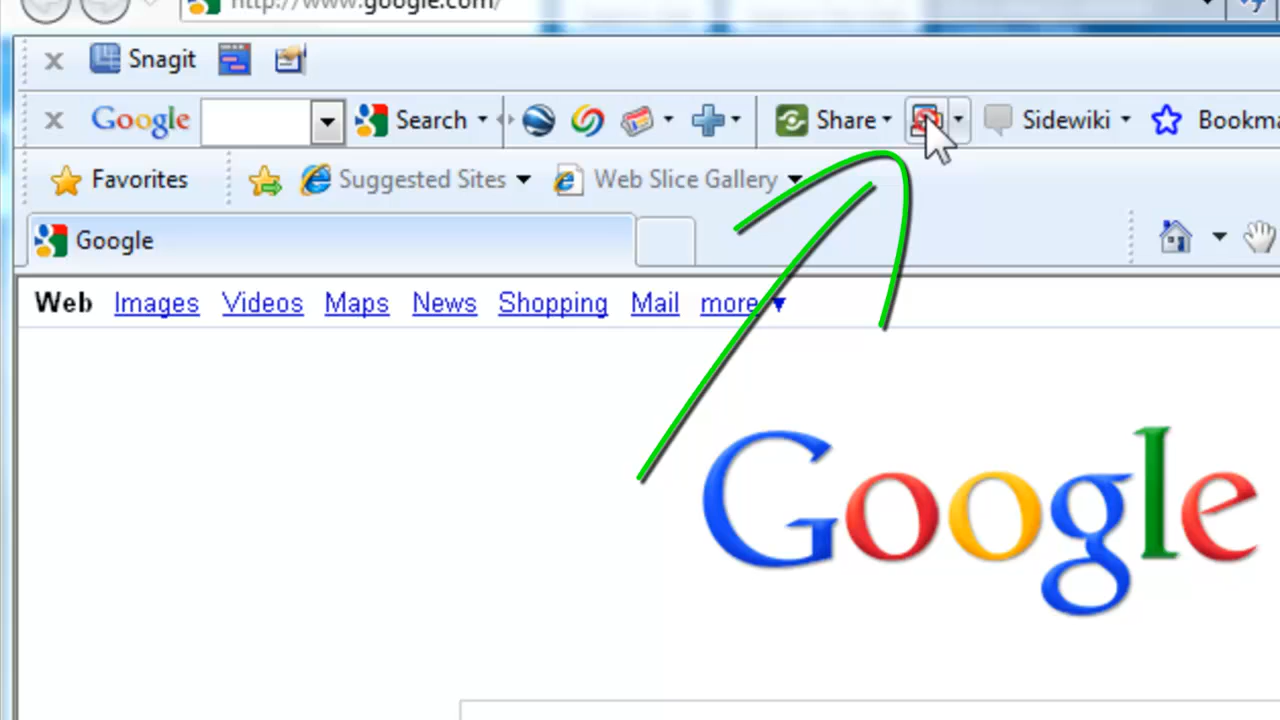 http://www.google.com/
x Snagit
x Google Search Share Sidewiki
Favorites Suggested Sites Web Slice Gallery
Google
Web Images Videos Maps News Shopping Mail more
Google